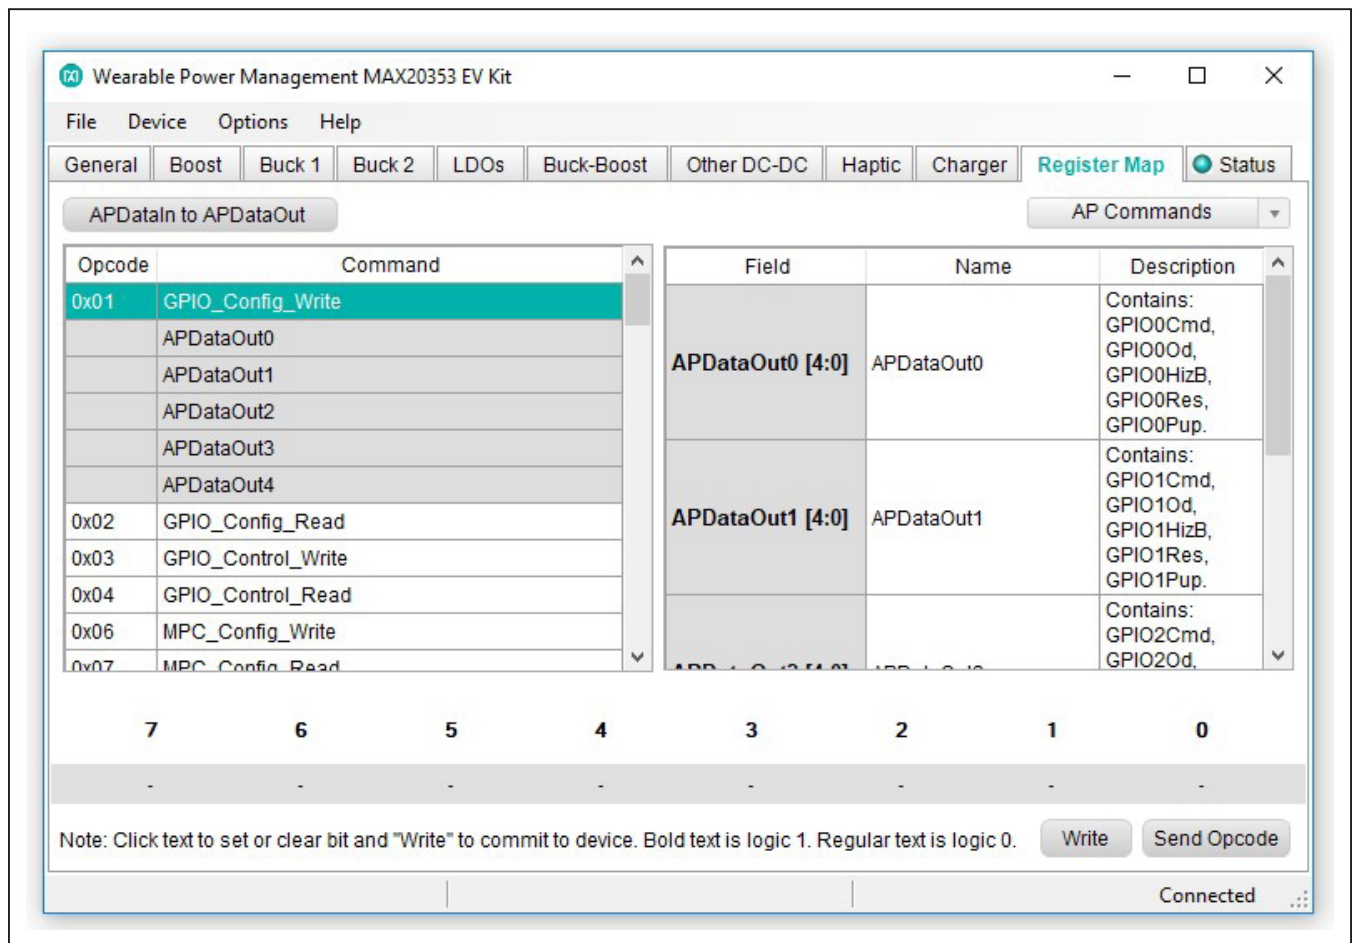 Wearable Power Management MAX20353 EV Kit
File Device Options Help
General Boost Buck 1 Buck 2 LDOs Buck-Boost Other DC-DC Haptic Charger Register Map Status
APDataIn to APDataOut
AP Commands
Opcode Command
0x01 GPIO_Config_Write
APDataOut0
APDataOut1
APDataOut2
APDataOut3
APDataOut4
0x02 GPIO_Config_Read
0x03 GPIO_Control_Write
0x04 GPIO_Control_Read
0x06 MPC_Config_Write
0x07 MPC_Config_Read
Field Name Description
APDataOut0 [4:0] APDataOut0
Contains:
GPIO0Cmd,
GPIO0Od,
GPIO0HizB,
GPIO0Res,
GPIO0Pup.
APDataOut1 [4:0] APDataOut1
Contains:
GPIO1Cmd,
GPIO1Od,
GPIO1HizB,
GPIO1Res,
GPIO1Pup.
Contains:
GPIO2Cmd,
GPIO2Od,
7 6 5 4 3 2 1 0
- - - - - - - -
Note: Click text to set or clear bit and "Write" to commit to device. Bold text is logic 1. Regular text is logic 0.
Write Send Opcode
Connected